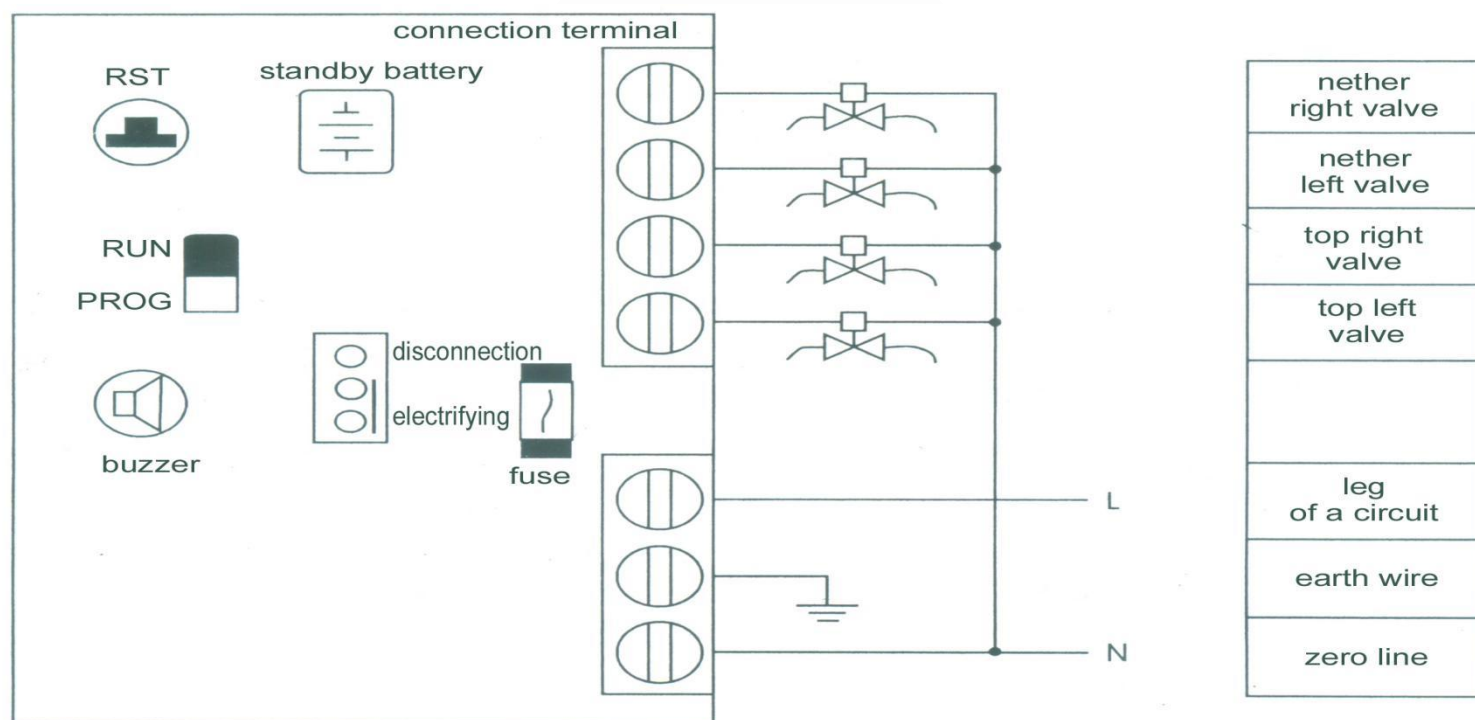 connection terminal
RST
standby battery
RUN
PROG
disconnection
electrifying
buzzer
fuse
L
N
nether
right valve
nether
left valve
top right
valve
top left
valve
leg
of a circuit
earth wire
zero line